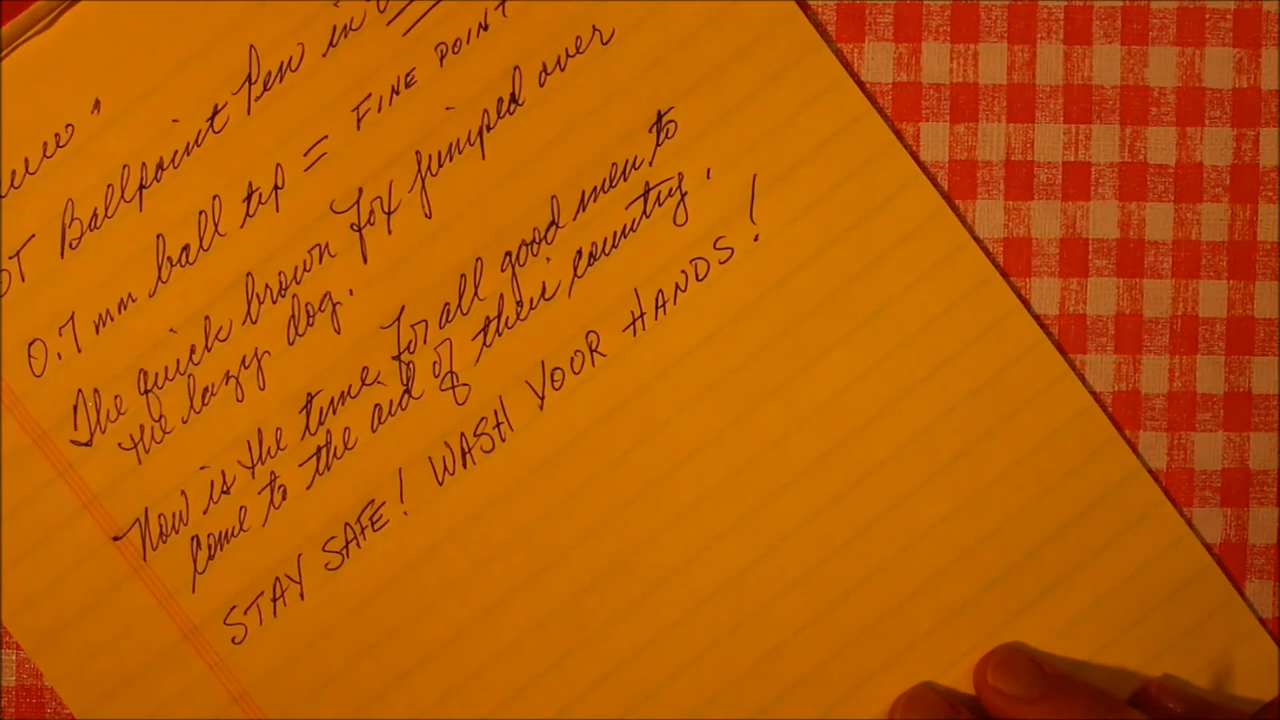 Ballpoint Pen in
0.7 mm ball tip = FINE POINT
The quick brown fox jumped over
the lazy dog.
Now is the time for all good men to
come to the aid of their country.
STAY SAFE! WASH YOUR HANDS!